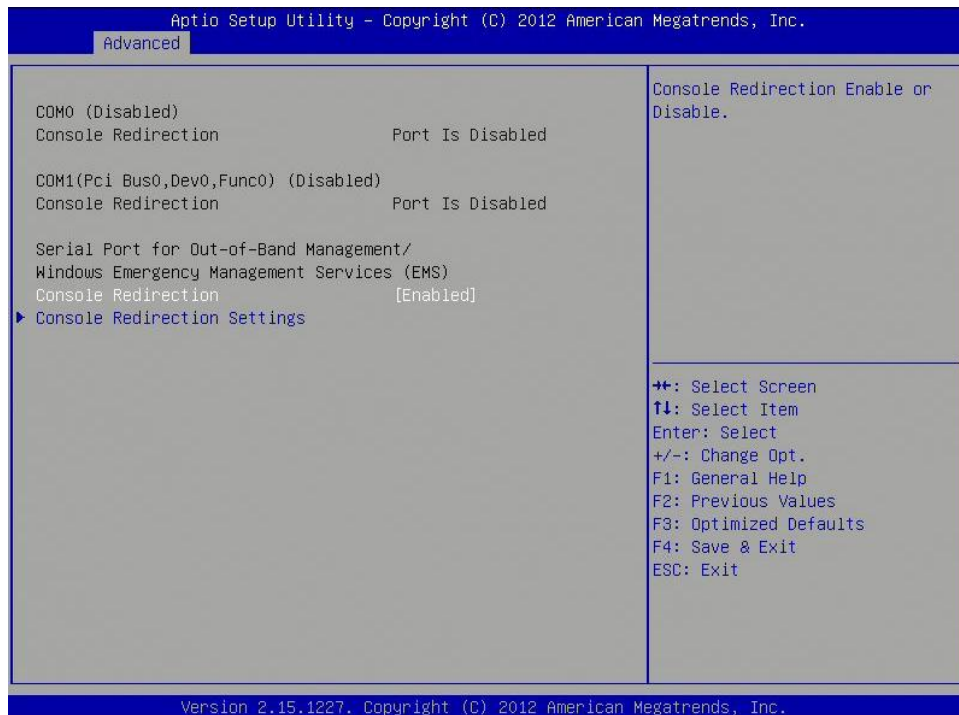 Aptio Setup Utility – Copyright (C) 2012 American Megatrends, Inc.
Advanced
COM0 (Disabled)
Console Redirection Port Is Disabled
COM1(Pci Bus0,Dev0,Func0) (Disabled)
Console Redirection Port Is Disabled
Serial Port for Out-of-Band Management/
Windows Emergency Management Services (EMS)
Console Redirection [Enabled]
▶ Console Redirection Settings
Console Redirection Enable or
Disable.
→←: Select Screen
↑↓: Select Item
Enter: Select
+/-: Change Opt.
F1: General Help
F2: Previous Values
F3: Optimized Defaults
F4: Save & Exit
ESC: Exit
Version 2.15.1227. Copyright (C) 2012 American Megatrends, Inc.